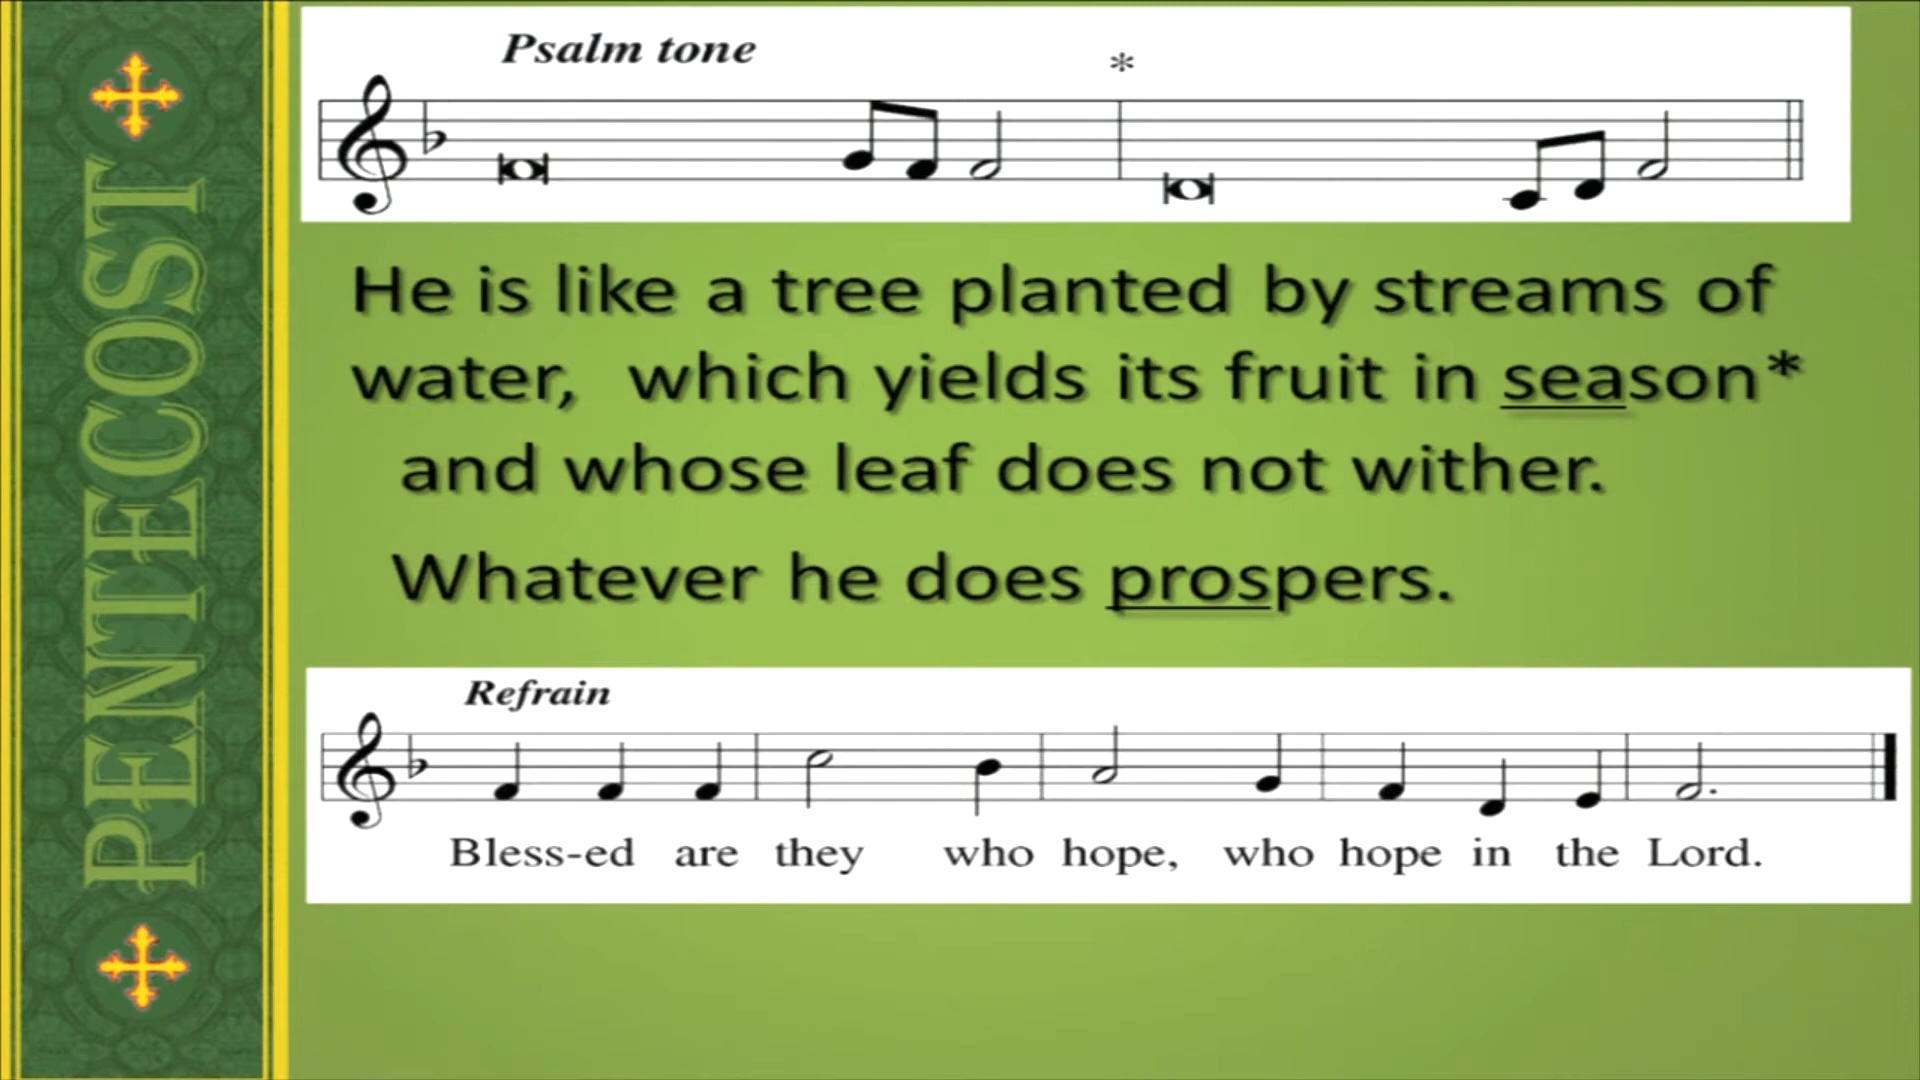 PENTECOST
Psalm tone
*
He is like a tree planted by streams of
water, which yields its fruit in season*
and whose leaf does not wither.
Whatever he does prospers.
Refrain
Bless-ed are they who hope, who hope in the Lord.